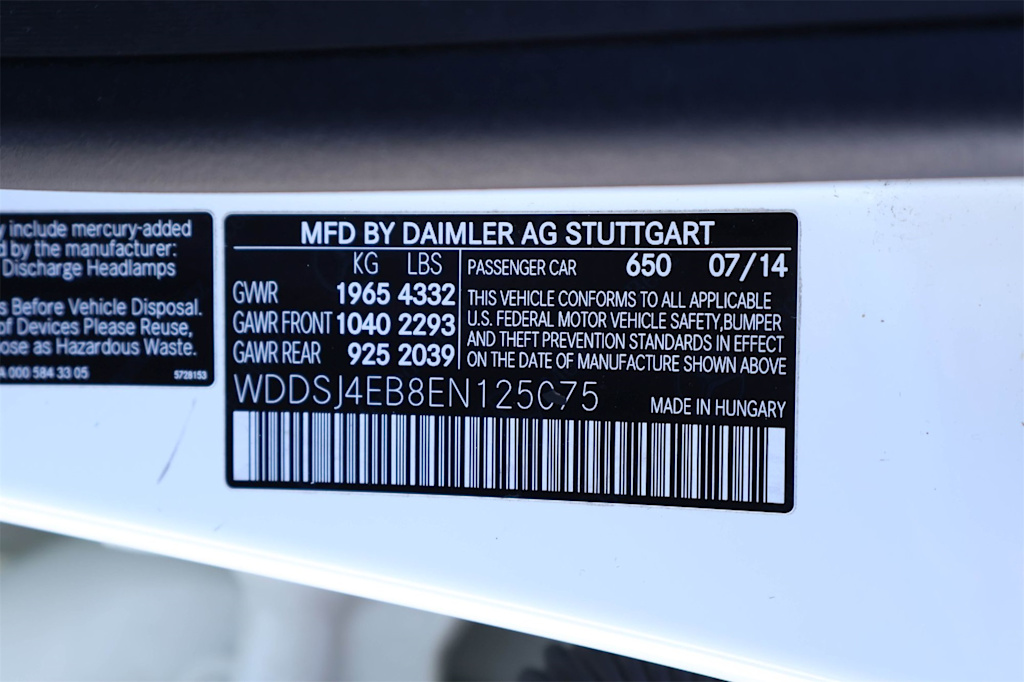 y include mercury-added
d by the manufacturer:
Discharge Headlamps
s Before Vehicle Disposal.
of Devices Please Reuse,
ose as Hazardous Waste.
A 000 584 33 05 5728153
MFD BY DAIMLER AG STUTTGART
KG LBS
GWWR 1965 4332
GAWR FRONT 1040 2293
GAWR REAR 925 2039
PASSENGER CAR 650 07/14
THIS VEHICLE CONFORMS TO ALL APPLICABLE
U.S. FEDERAL MOTOR VEHICLE SAFETY,BUMPER
AND THEFT PREVENTION STANDARDS IN EFFECT
ON THE DATE OF MANUFACTURE SHOWN ABOVE
WDDSJ4EB8EN125075
MADE IN HUNGARY